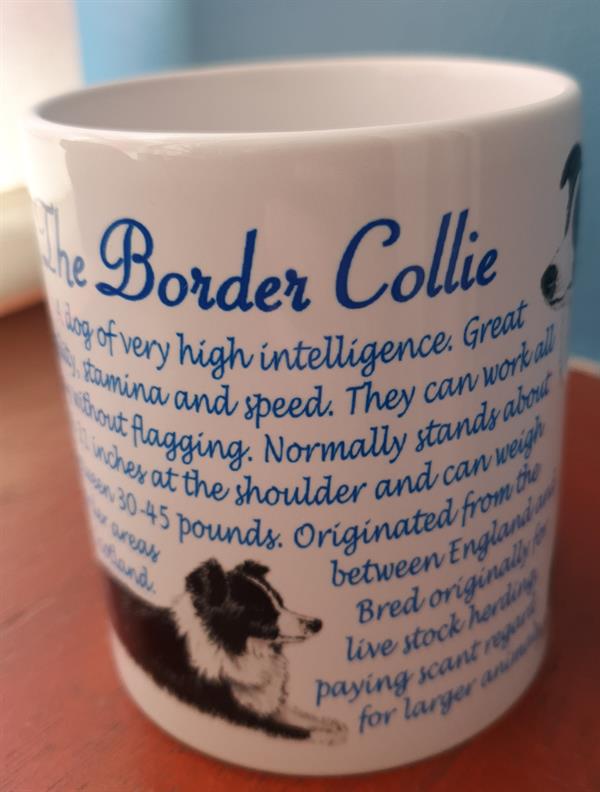 The Border Collie
A dog of very high intelligence. Great
stamina and speed. They can work all
without flagging. Normally stands about
inches at the shoulder and can weigh
30-45 pounds. Originated from the
areas
between England and
Bred originally for
live stock herding,
paying scant regard
for larger animals